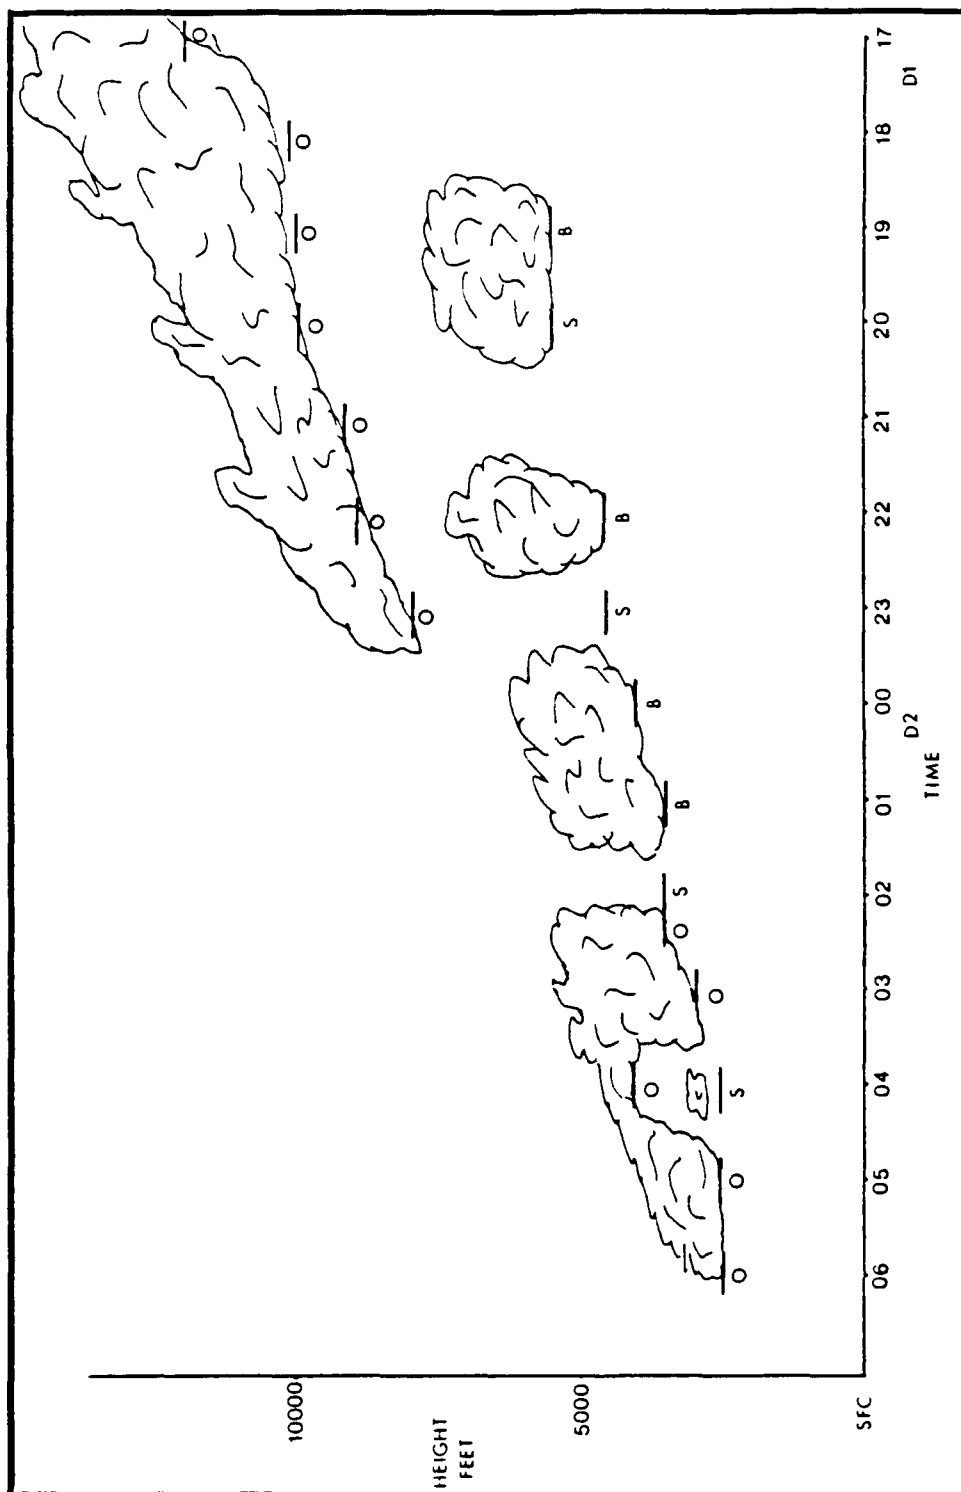 O
10000
O
O
O
O
O
O
HEIGHT
FEET
S B
5000
S B
O B
O S B
O
O O S
SFC
06 05 04 03 02 01 00 23 22 21 20 19 18 17
D2 D1
TIME